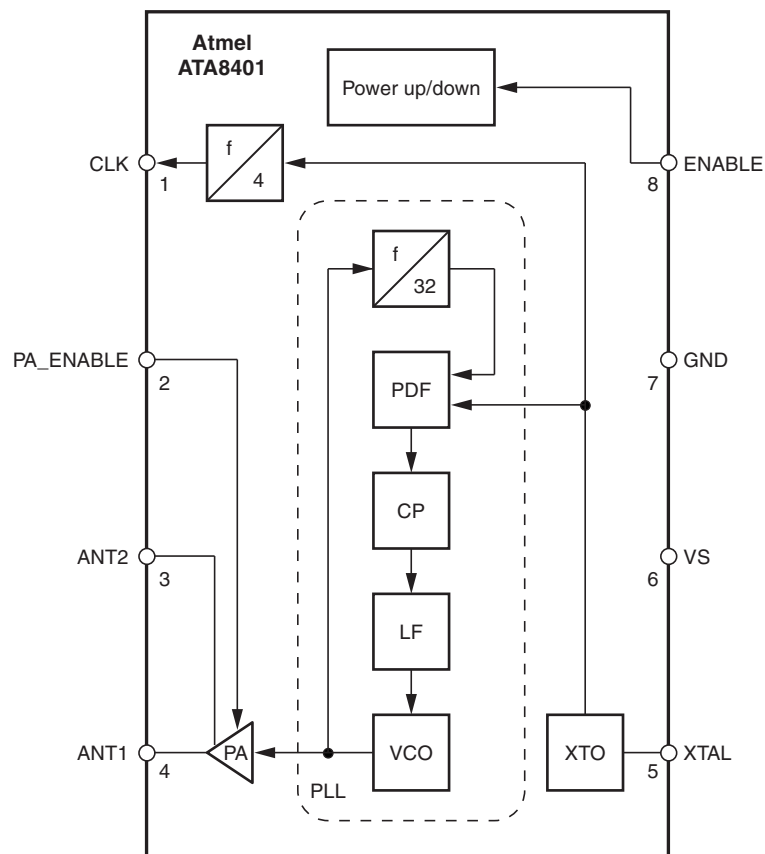 Atmel
ATA8401
Power up/down
CLK
1
f
4
8
ENABLE
f
32
PA_ENABLE
2
PDF
7
GND
CP
ANT2
3
6
VS
LF
ANT1
4
PA
VCO
PLL
XTO
5
XTAL